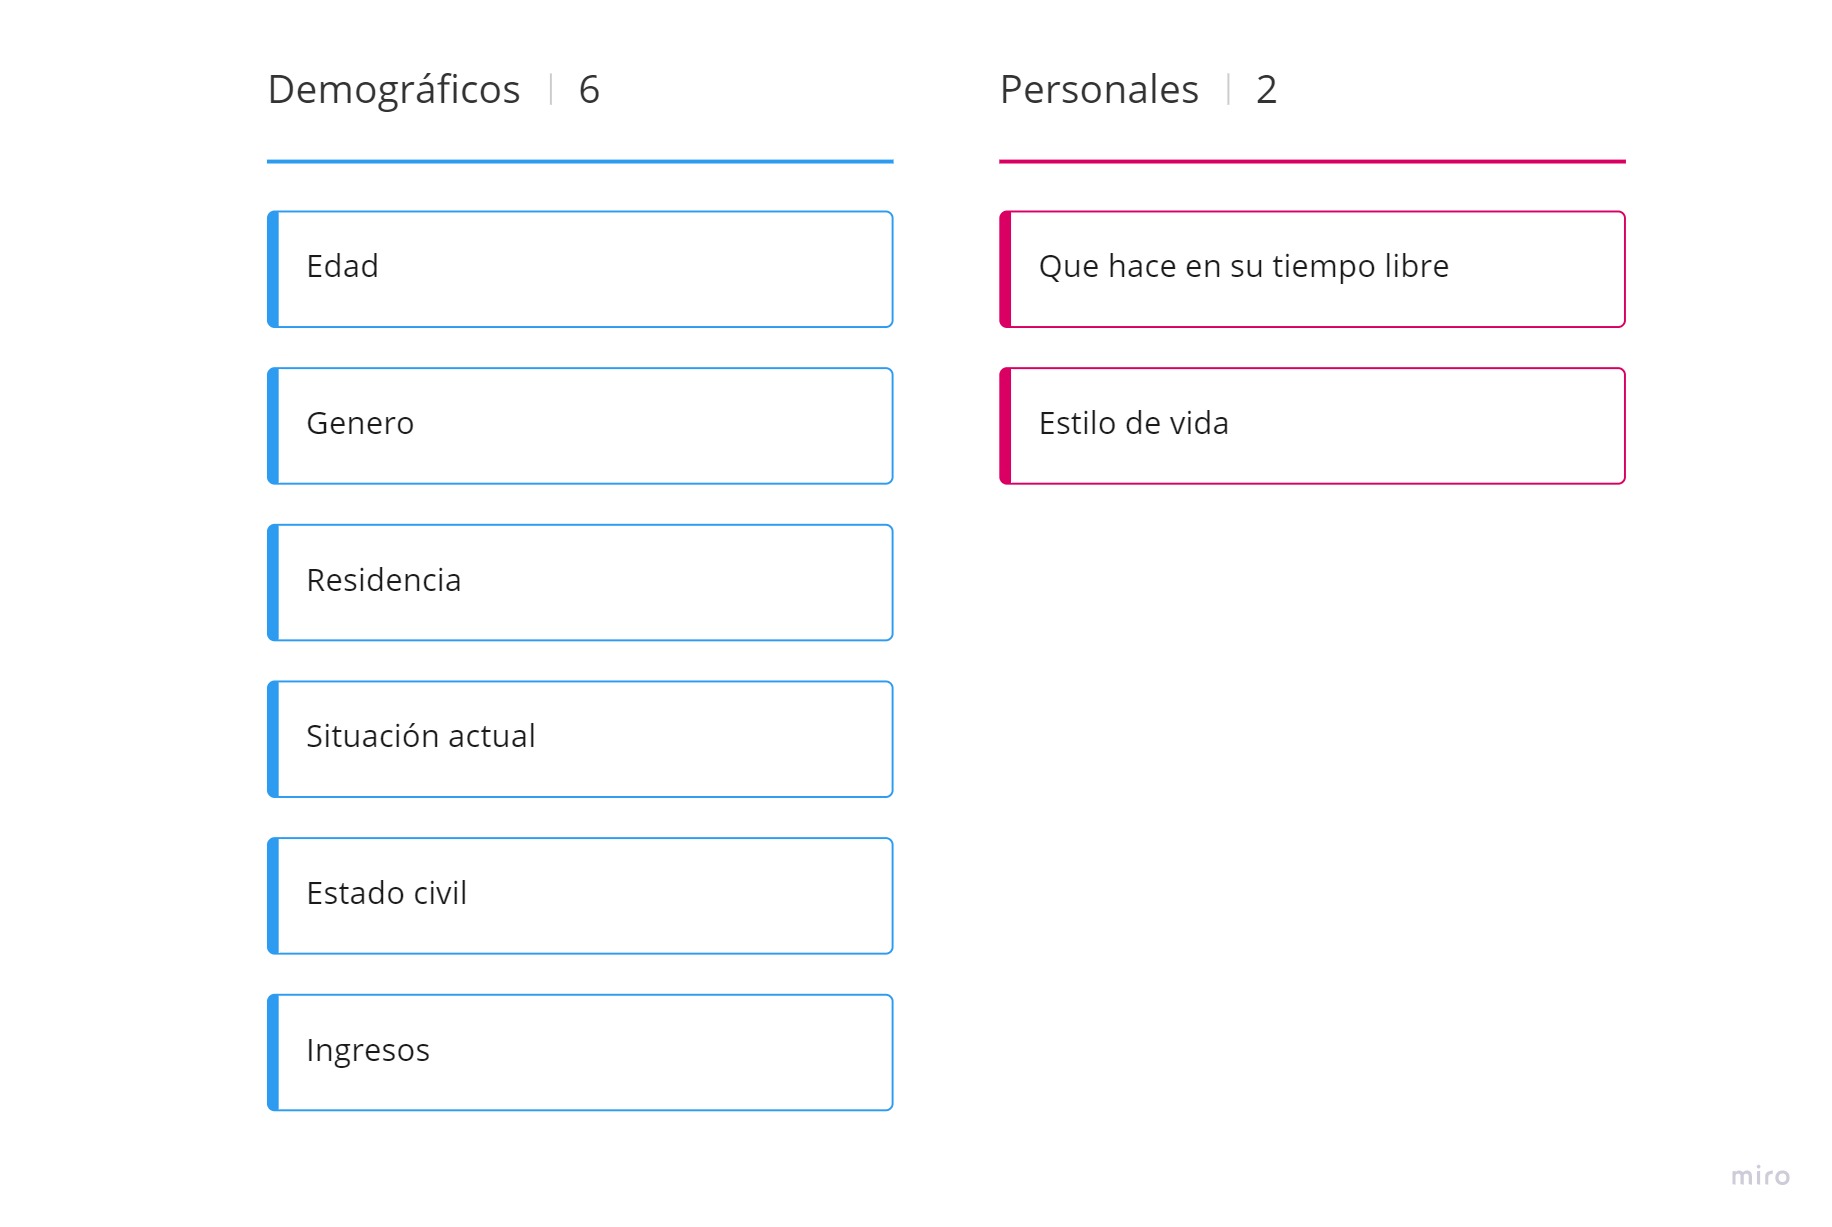 Demográficos | 6
Edad
Genero
Residencia
Situación actual
Estado civil
Ingresos
Personales | 2
Que hace en su tiempo libre
Estilo de vida
miro